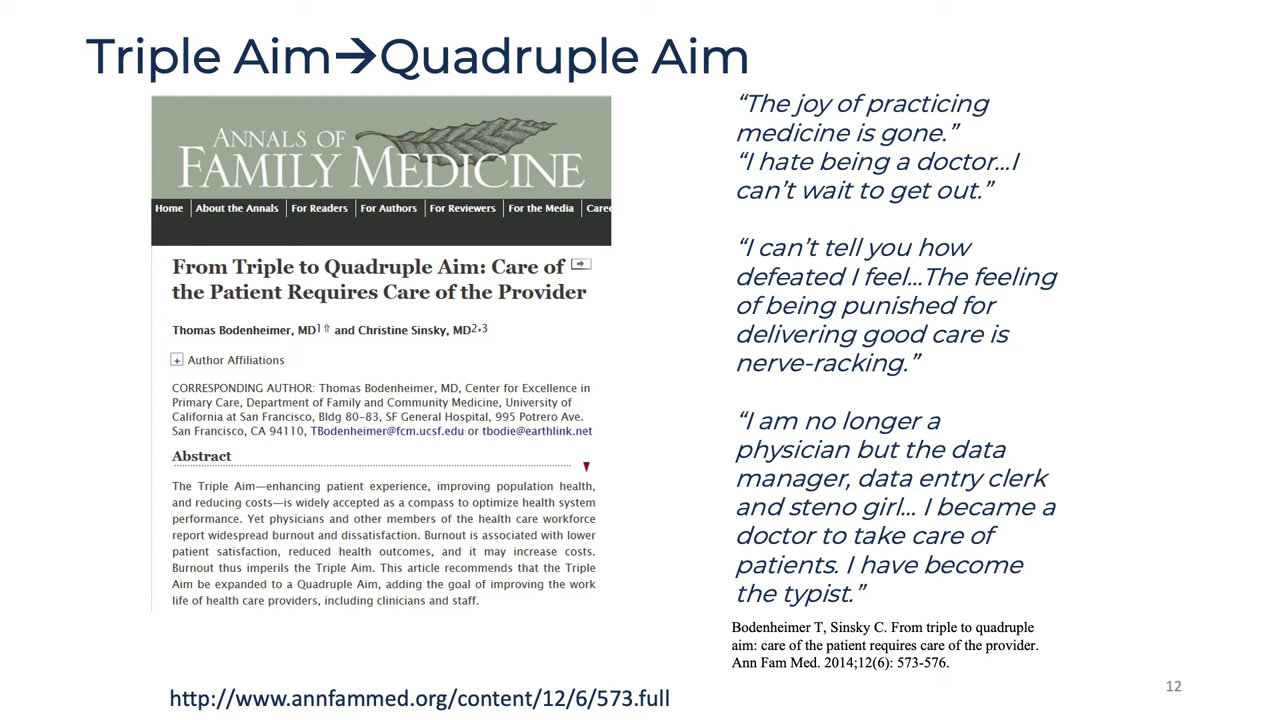 Triple Aim→Quadruple Aim
ANNALS OF
FAMILY MEDICINE
Home
About the Annals
For Readers
For Authors
For Reviewers
For the Media
Caree
From Triple to Quadruple Aim: Care of
the Patient Requires Care of the Provider
Thomas Bodenheimer, MD1⇧ and Christine Sinsky, MD2,3
+ Author Affiliations
CORRESPONDING AUTHOR: Thomas Bodenheimer, MD, Center for Excellence in
Primary Care, Department of Family and Community Medicine, University of
California at San Francisco, Bldg 80–83, SF General Hospital, 995 Potrero Ave.
San Francisco, CA 94110, TBodenheimer@fcm.ucsf.edu or tbodie@earthlink.net
Abstract
The Triple Aim—enhancing patient experience, improving population health,
and reducing costs—is widely accepted as a compass to optimize health system
performance. Yet physicians and other members of the health care workforce
report widespread burnout and dissatisfaction. Burnout is associated with lower
patient satisfaction, reduced health outcomes, and it may increase costs.
Burnout thus imperils the Triple Aim. This article recommends that the Triple
Aim be expanded to a Quadruple Aim, adding the goal of improving the work
life of health care providers, including clinicians and staff.
“The joy of practicing
medicine is gone.”
“I hate being a doctor…I
can’t wait to get out.”
“I can’t tell you how
defeated I feel…The feeling
of being punished for
delivering good care is
nerve-racking.”
“I am no longer a
physician but the data
manager, data entry clerk
and steno girl… I became a
doctor to take care of
patients. I have become
the typist.”
Bodenheimer T, Sinsky C. From triple to quadruple
aim: care of the patient requires care of the provider.
Ann Fam Med. 2014;12(6): 573-576.
http://www.annfammed.org/content/12/6/573.full
12